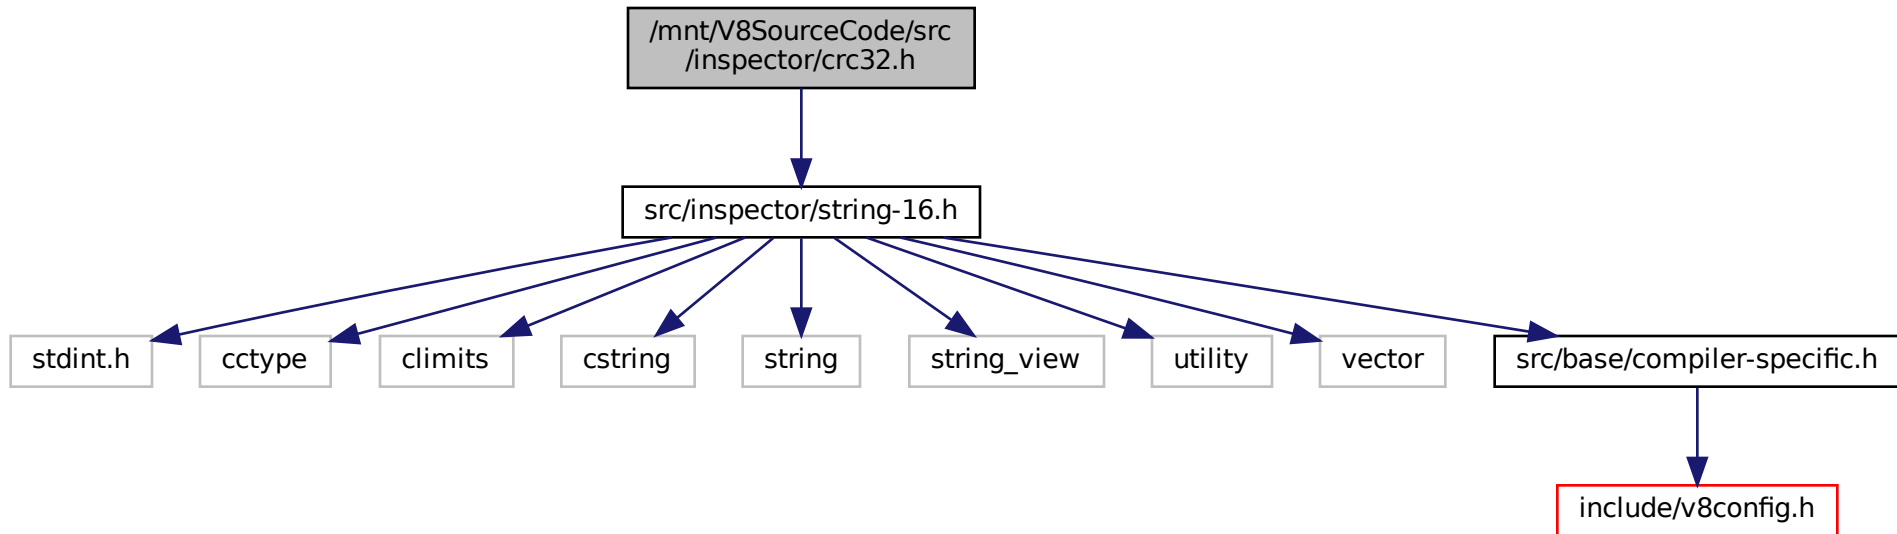 /mnt/V8SourceCode/src
/inspector/crc32.h
src/inspector/string-16.h
stdint.h
cctype
climits
cstring
string
string_view
utility
vector
src/base/compiler-specific.h
include/v8config.h